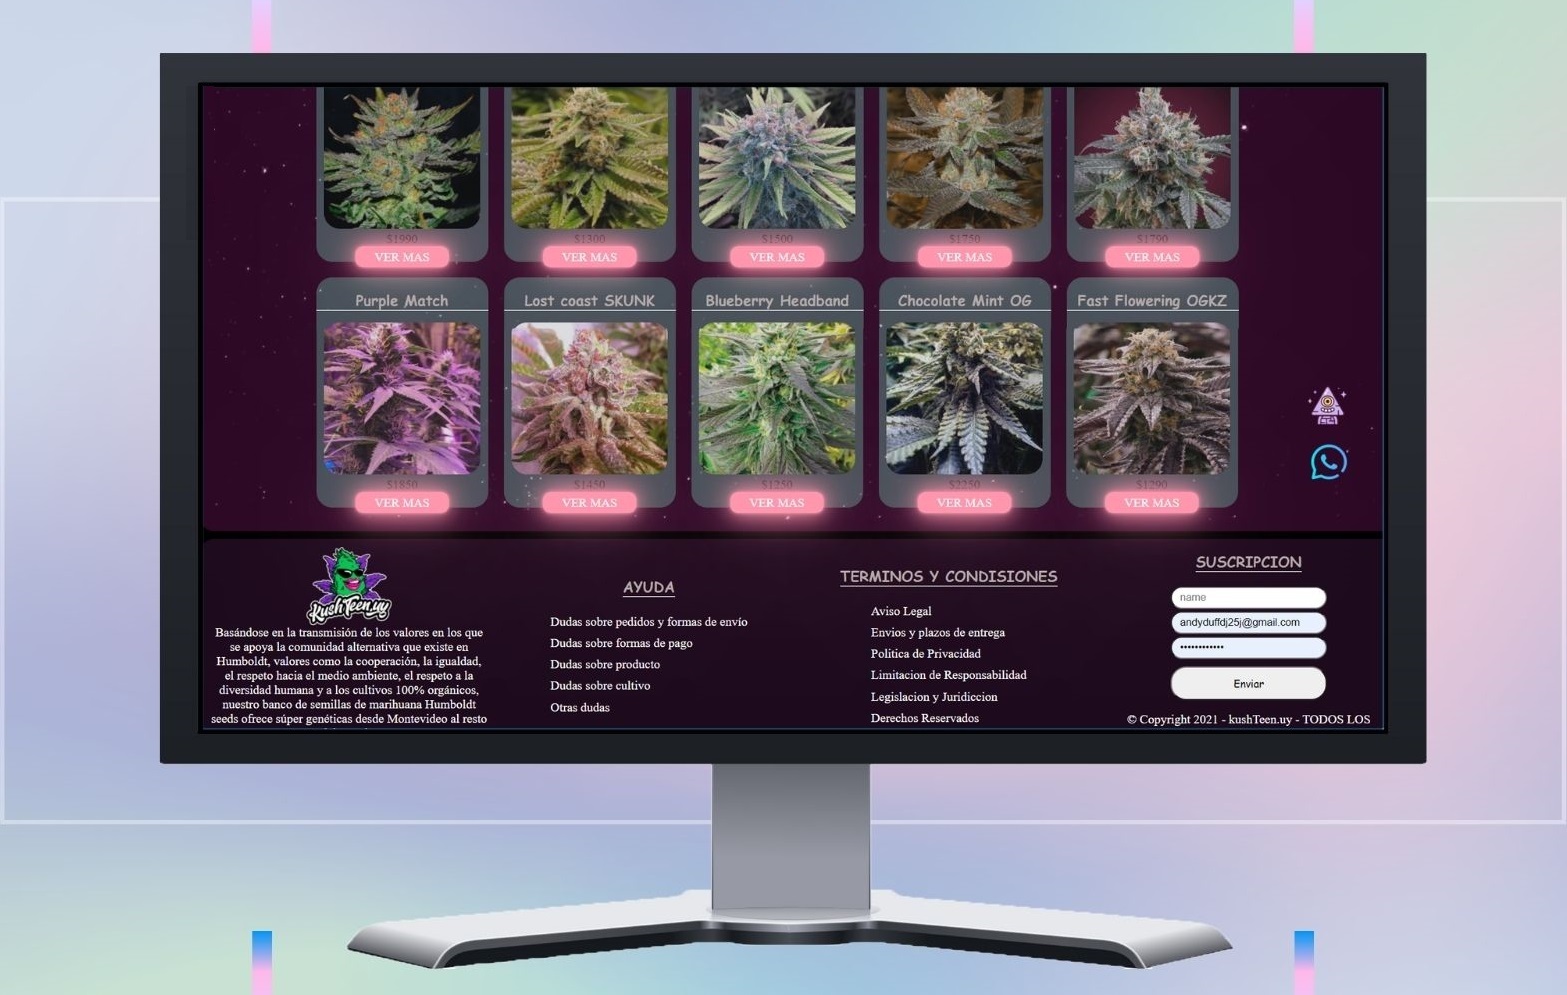 $1990
$1300
$1500
$1750
$1790
VER MAS
VER MAS
VER MAS
VER MAS
VER MAS
Purple Match
Lost coast SKUNK
Blueberry Headband
Chocolate Mint OG
Fast Flowering OGKZ
$1850
$1450
$1250
$2250
$1290
VER MAS
VER MAS
VER MAS
VER MAS
VER MAS
KushTeen.uy
Basándose en la transmisión de los valores en los que
se apoya la comunidad alternativa que existe en
Humboldt, valores como la cooperación, la igualdad,
el respeto hacia el medio ambiente, el respeto a la
diversidad humana y a los cultivos 100% orgánicos,
nuestro banco de semillas de marihuana Humboldt
seeds ofrece súper genéticas desde Montevideo al resto
AYUDA
Dudas sobre pedidos y formas de envío
Dudas sobre formas de pago
Dudas sobre producto
Dudas sobre cultivo
Otras dudas
TERMINOS Y CONDISIONES
Aviso Legal
Envios y plazos de entrega
Politica de Privacidad
Limitacion de Responsabilidad
Legislacion y Juridiccion
Derechos Reservados
SUSCRIPCION
name
andyduffdj25j@gmail.com
••••••••••••
Enviar
© Copyright 2021 - kushTeen.uy - TODOS LOS